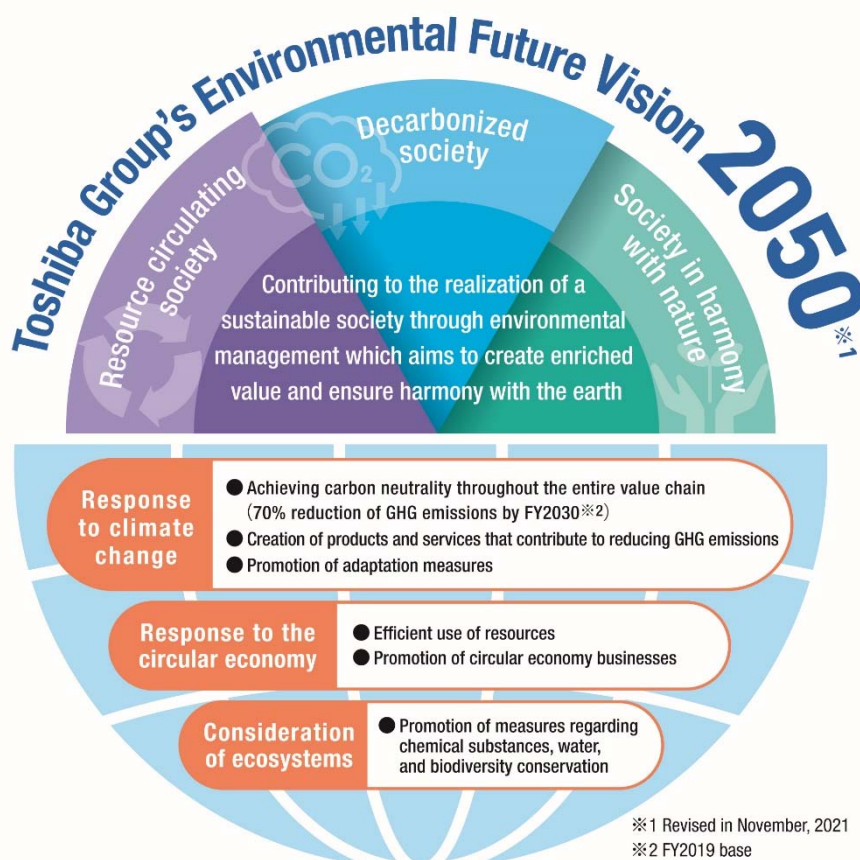 Toshiba Group's Environmental Future Vision 2050※1
Resource circulating
society
CO2
Decarbonized
society
Society in harmony
with nature
Contributing to the realization of a
sustainable society through environmental
management which aims to create enriched
value and ensure harmony with the earth
Response
to climate
change
● Achieving carbon neutrality throughout the entire value chain
(70% reduction of GHG emissions by FY2030※2)
● Creation of products and services that contribute to reducing GHG emissions
● Promotion of adaptation measures
Response to the
circular economy
● Efficient use of resources
● Promotion of circular economy businesses
Consideration
of ecosystems
● Promotion of measures regarding
chemical substances, water,
and biodiversity conservation
※1 Revised in November, 2021
※2 FY2019 base